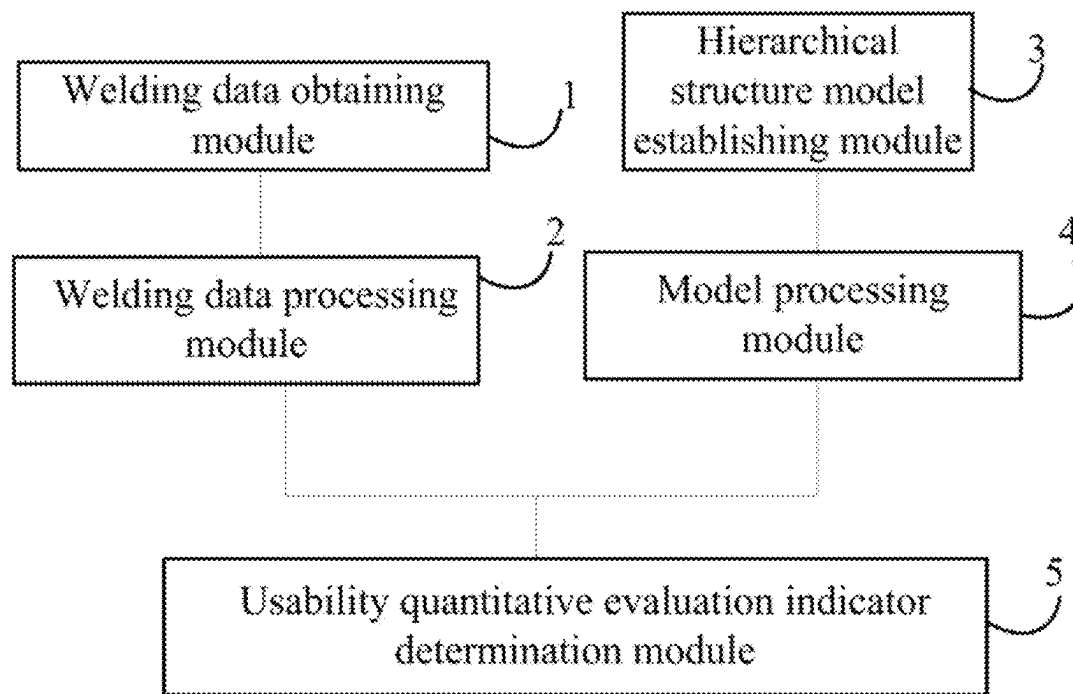 Welding data obtaining
module
1
Hierarchical
structure model
establishing module
3
Welding data processing
module
2
Model processing
module
4
Usability quantitative evaluation indicator
determination module
5